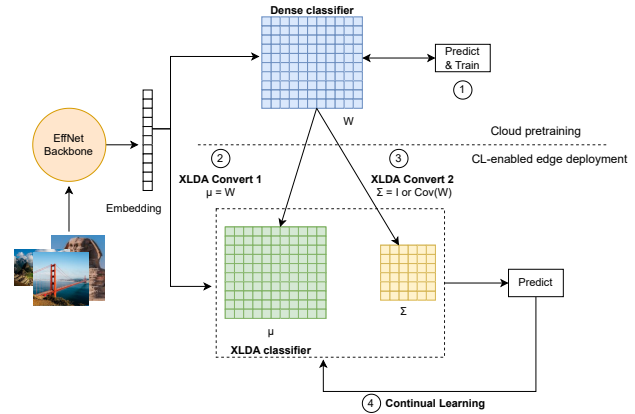 Dense classifier
Predict
& Train
1
EffNet
Backbone
W
Cloud pretraining
CL-enabled edge deployment
2
XLDA Convert 1
μ = W
3
XLDA Convert 2
Σ = I or Cov(W)
Embedding
Predict
μ
Σ
XLDA classifier
4 Continual Learning